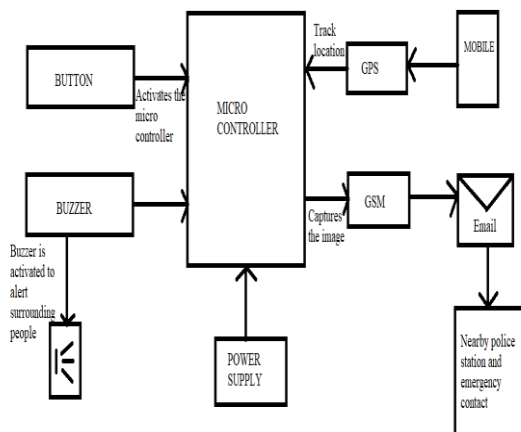 BUTTON
Activates the
micro
controller
MICRO
CONTROLLER
Track
location
GPS
MOBILE
BUZZER
Buzzer is
activated to
alert
surrounding
people
Captures
the image
GSM
Email
POWER
SUPPLY
Nearby police
station and
emergency
contact